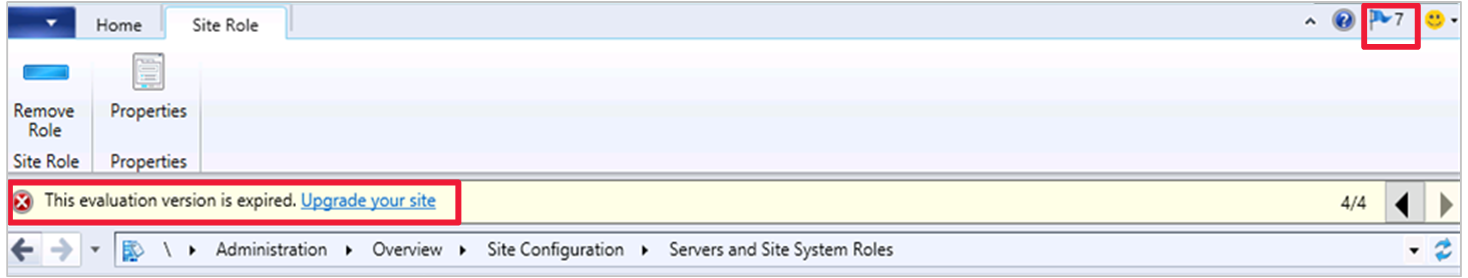 Home
Site Role
7
Remove
Role
Properties
Site Role
Properties
This evaluation version is expired. Upgrade your site
4/4
\ Administration Overview Site Configuration Servers and Site System Roles